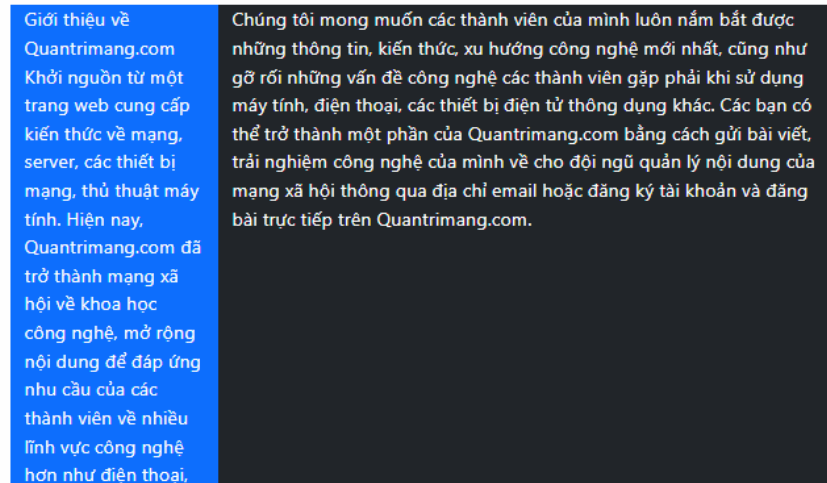 Giới thiệu về
Quantrimang.com
Khởi nguồn từ một
trang web cung cấp
kiến thức về mạng,
server, các thiết bị
mạng, thủ thuật máy
tính. Hiện nay,
Quantrimang.com đã
trở thành mạng xã
hội về khoa học
công nghệ, mở rộng
nội dung để đáp ứng
nhu cầu của các
thành viên về nhiều
lĩnh vực công nghệ
hơn như điện thoại,
Chúng tôi mong muốn các thành viên của mình luôn nắm bắt được
những thông tin, kiến thức, xu hướng công nghệ mới nhất, cũng như
gỡ rối những vấn đề công nghệ các thành viên gặp phải khi sử dụng
máy tính, điện thoại, các thiết bị điện tử thông dụng khác. Các bạn có
thể trở thành một phần của Quantrimang.com bằng cách gửi bài viết,
trải nghiệm công nghệ của mình về cho đội ngũ quản lý nội dung của
mạng xã hội thông qua địa chỉ email hoặc đăng ký tài khoản và đăng
bài trực tiếp trên Quantrimang.com.